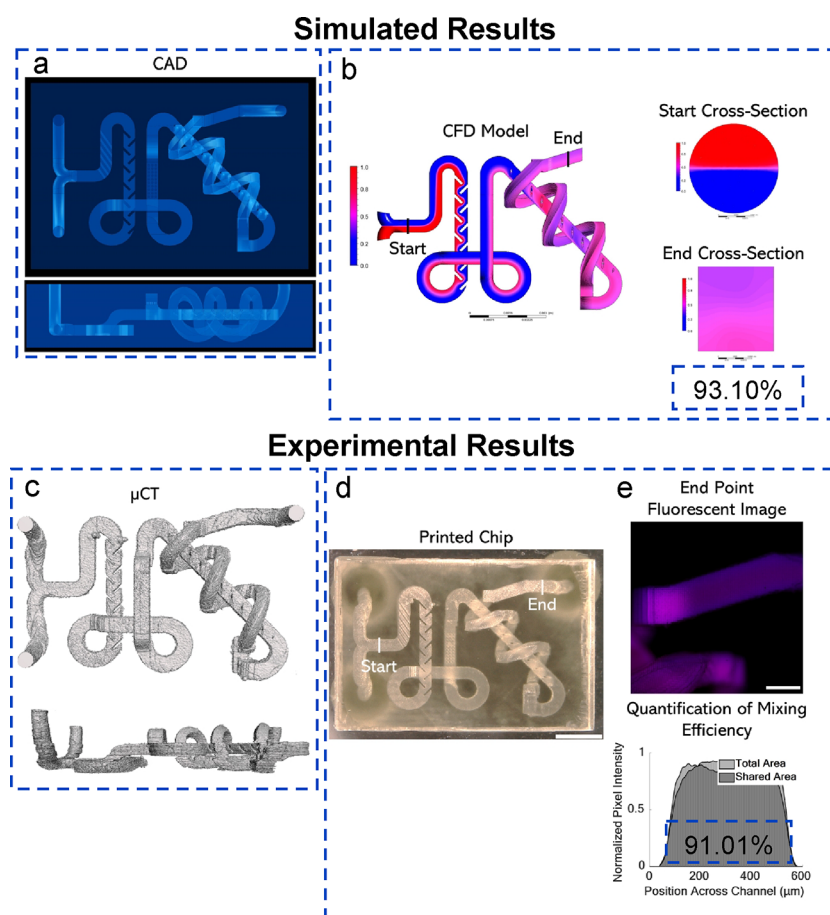 Simulated Results
a
CAD
b
CFD Model
End
Start
1.0
0.8
0.5
0.2
0.0
Start Cross-Section
End Cross-Section
93.10%
Experimental Results
c
µCT
d
Printed Chip
End
Start
e
End Point
Fluorescent Image
Quantification of Mixing
Efficiency
Normalized Pixel Intensity
1
0.5
0
Total Area
Shared Area
91.01%
0
200
400
600
Position Across Channel (µm)